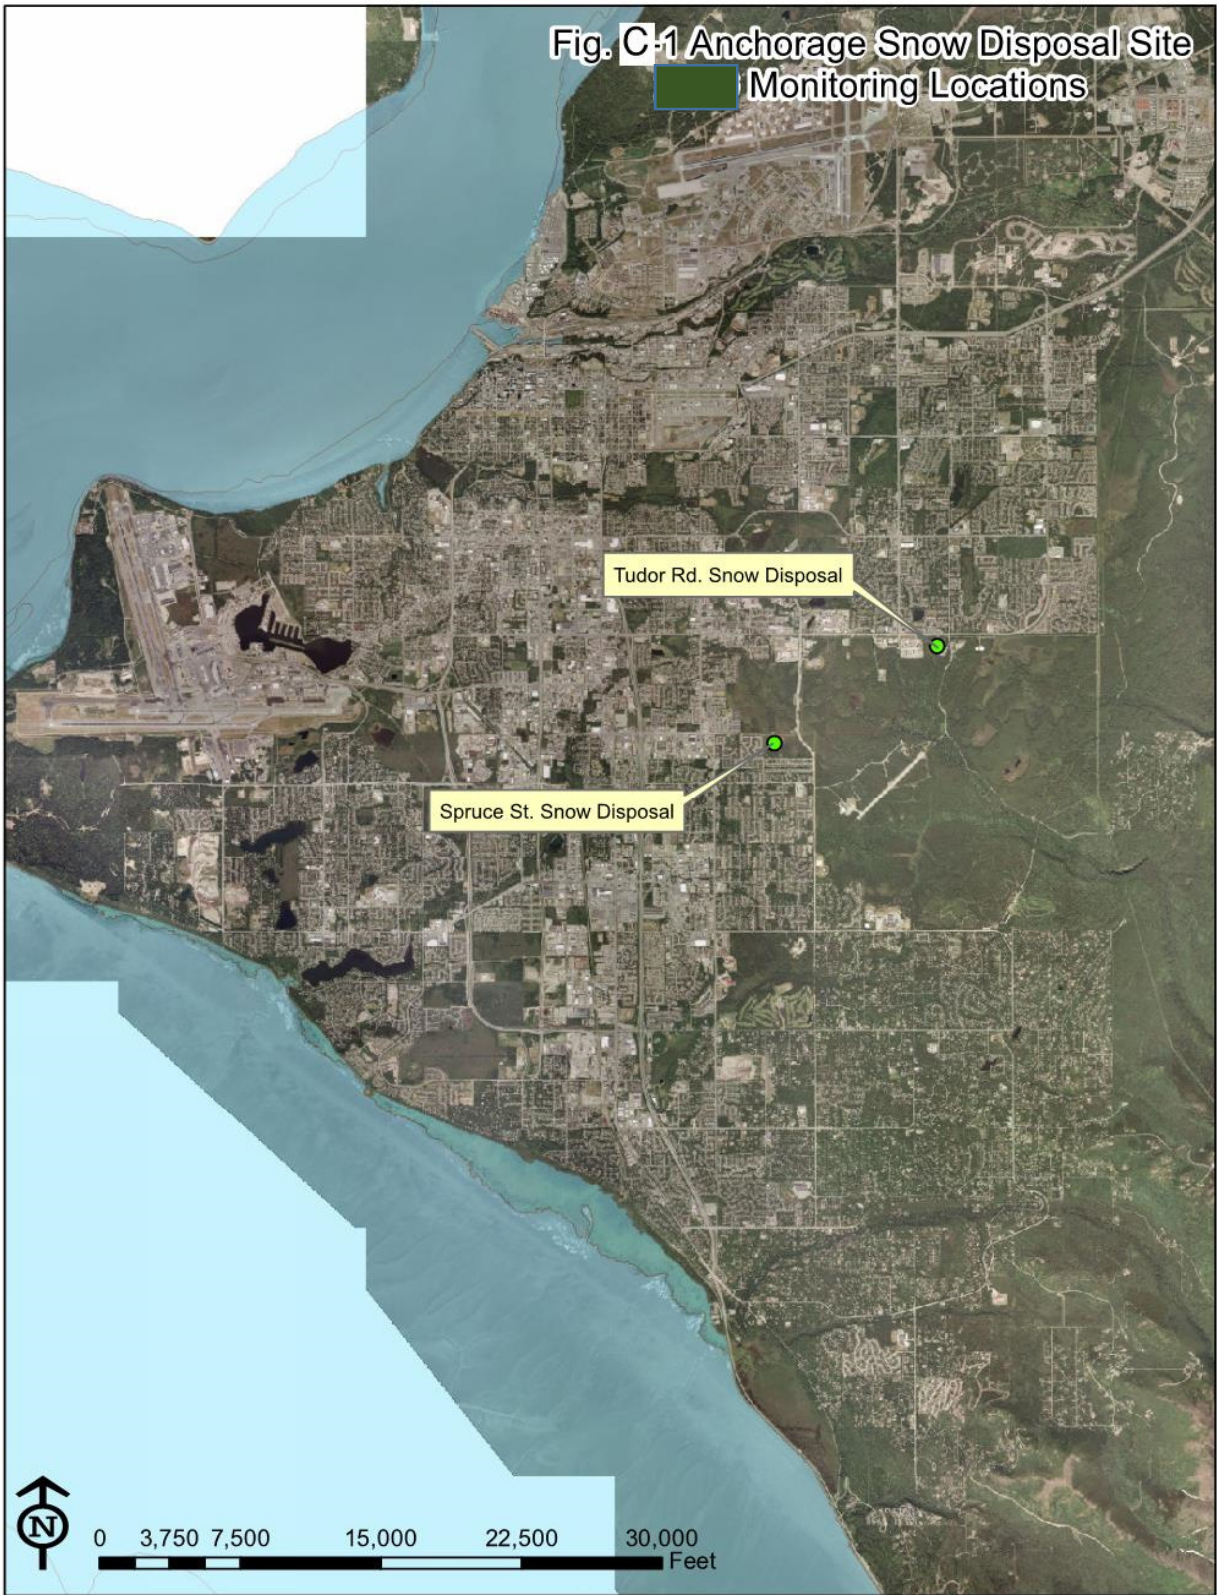 Fig. C-1 Anchorage Snow Disposal Site
Monitoring Locations
Tudor Rd. Snow Disposal
Spruce St. Snow Disposal
N
0 3,750 7,500 15,000 22,500 30,000
Feet